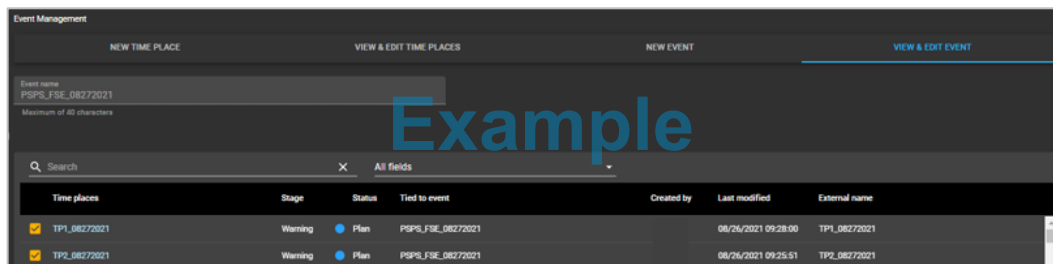 Event Management
NEW TIME PLACE VIEW & EDIT TIME PLACES NEW EVENT VIEW & EDIT EVENT
Event name
PSPS_FSE_08272021
Maximum of 40 characters
Example
Search All fields
Time places Stage Status Tied to event Created by Last modified External name
TP1_08272021 Warning Plan PSPS_FSE_08272021 08/26/2021 09:28:00 TP1_08272021
TP2_08272021 Warning Plan PSPS_FSE_08272021 08/26/2021 09:25:51 TP2_08272021